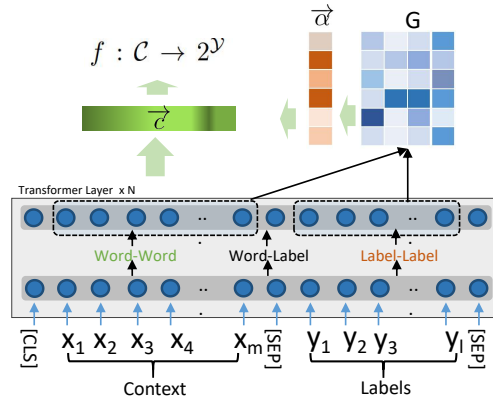 α G
f : C → 2^Y
c
Transformer Layer x N
.. ..
Word-Word Word-Label Label-Label
.. ..
[CLS] x1 x2 x3 x4 xm [SEP] y1 y2 y3 yl [SEP]
Context Labels